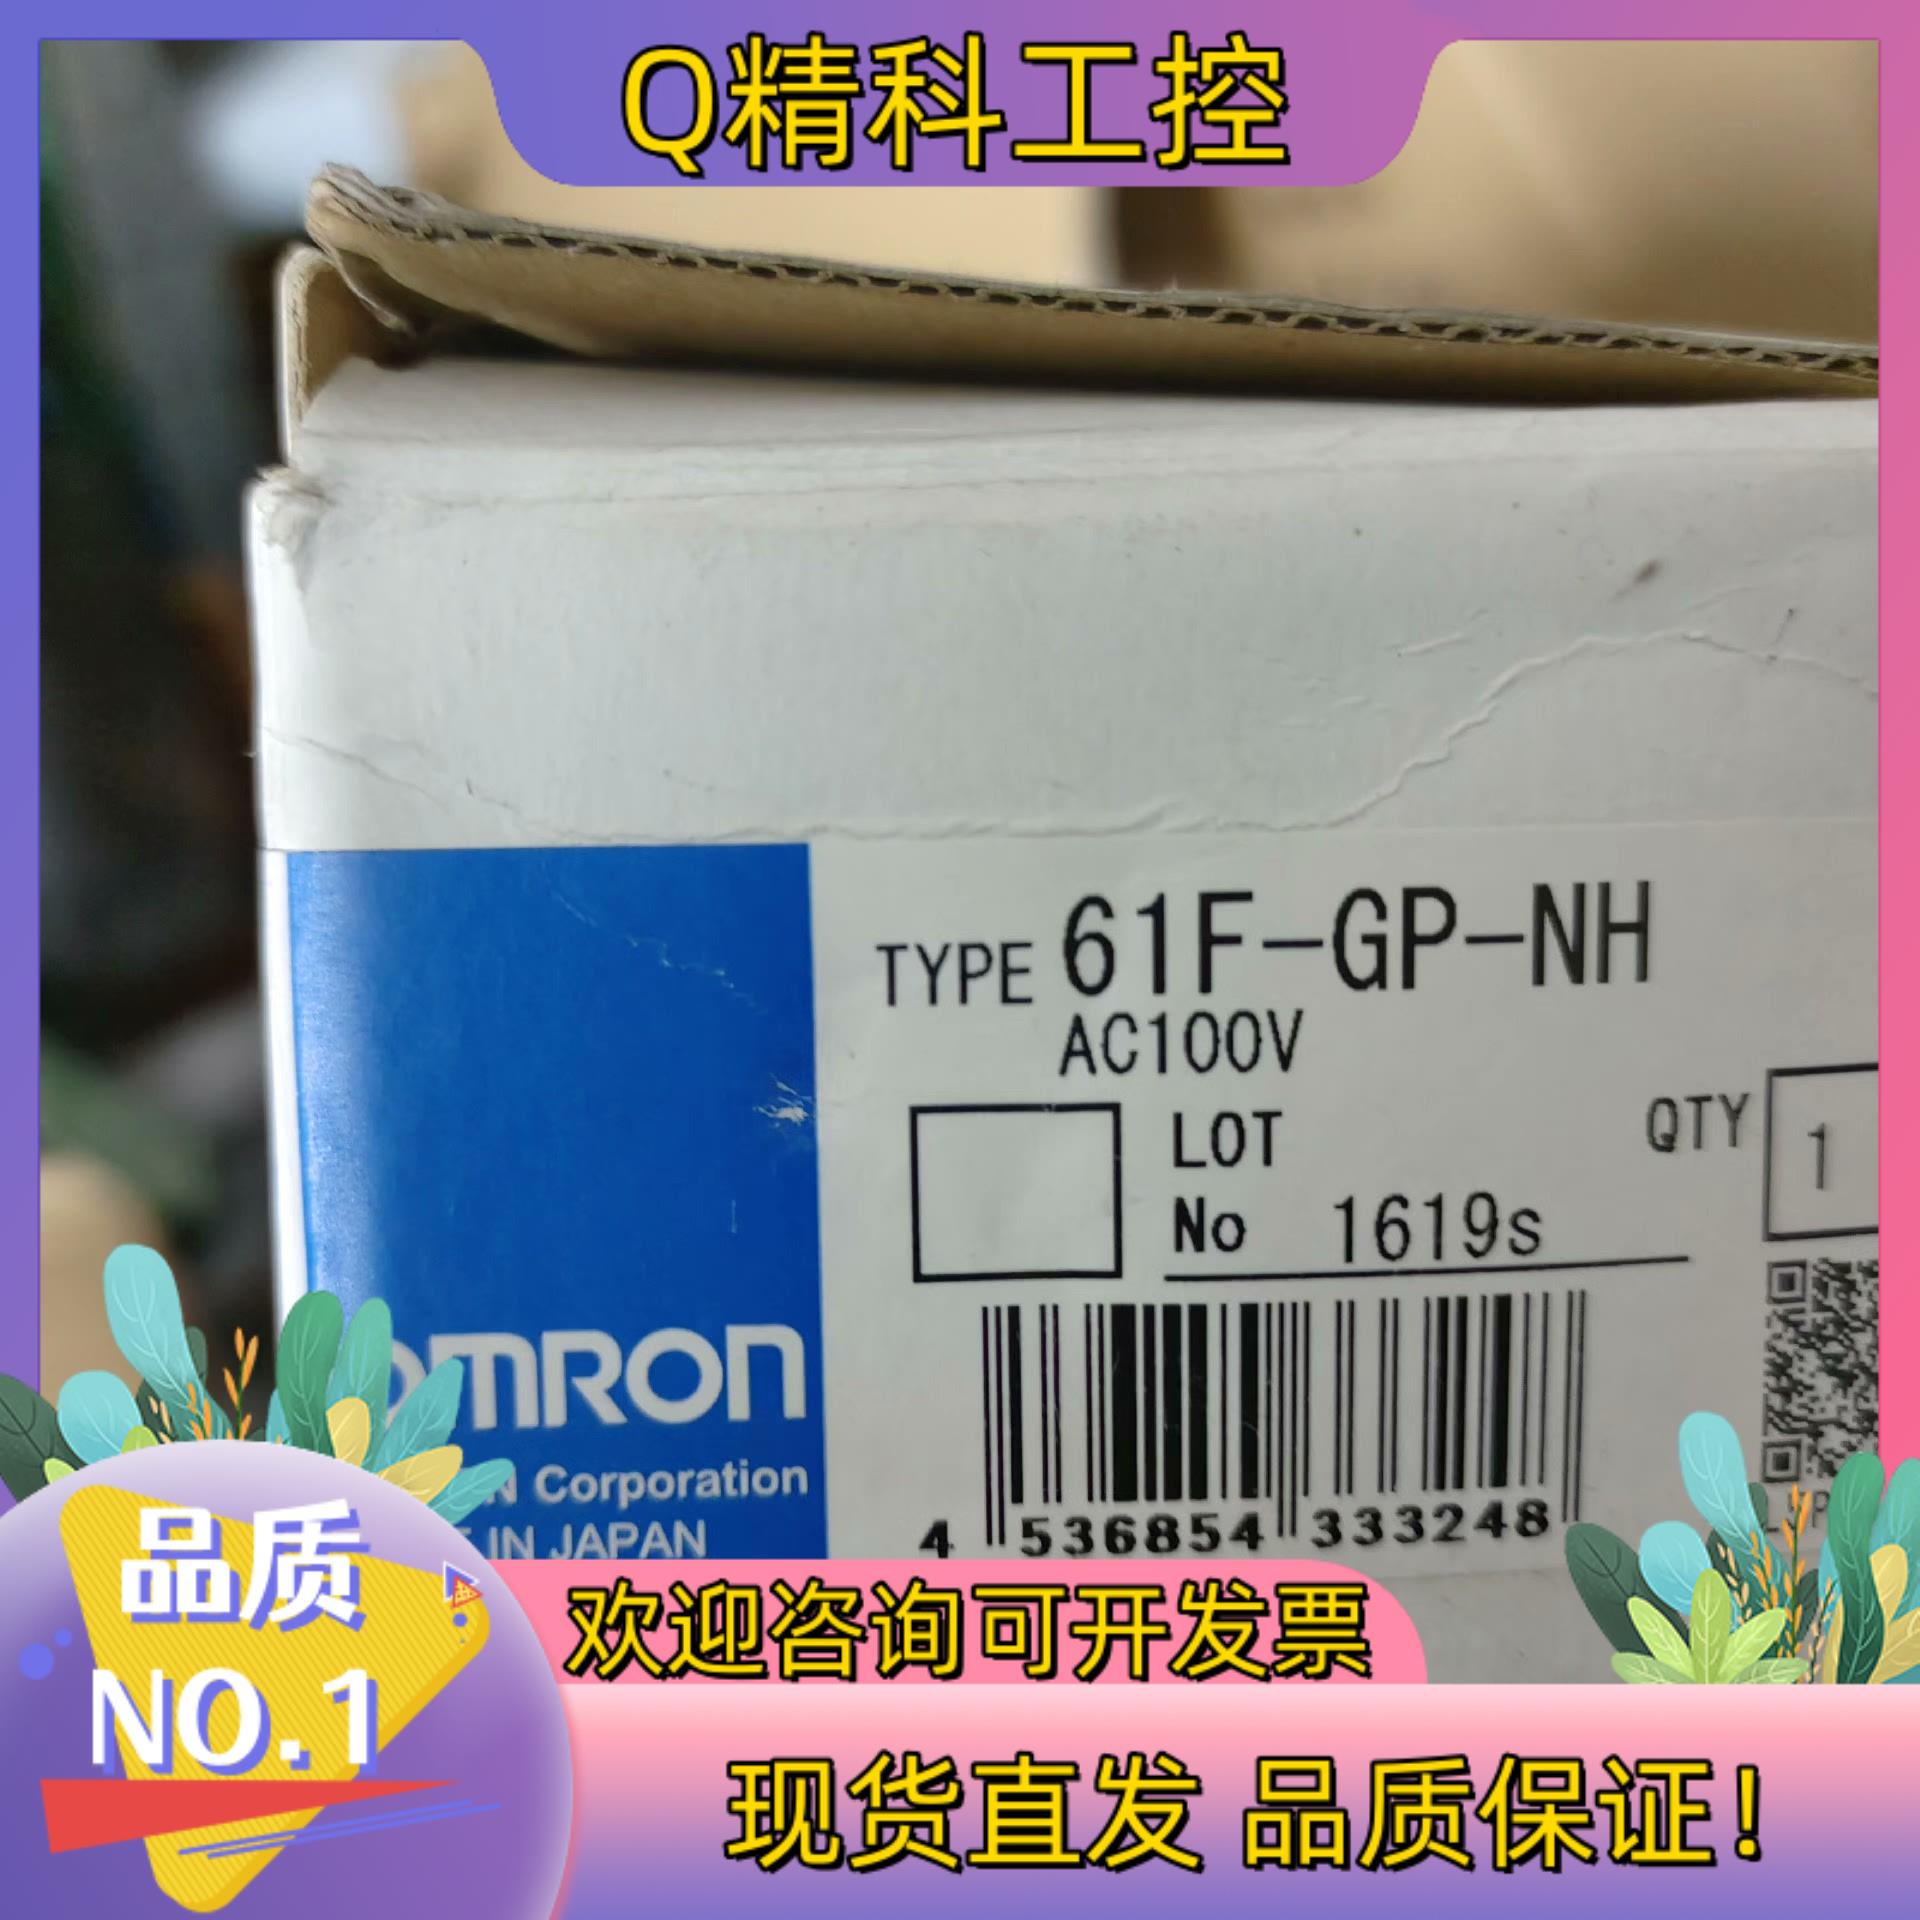 Q精科工控
TYPE 61F-GP-NH
AC100V
LOT
No 1619s
QTY 1
OMRON
Corporation
IN JAPAN
4 536854 333248
品质
NO.1
欢迎咨询可开发票
现货直发 品质保证！